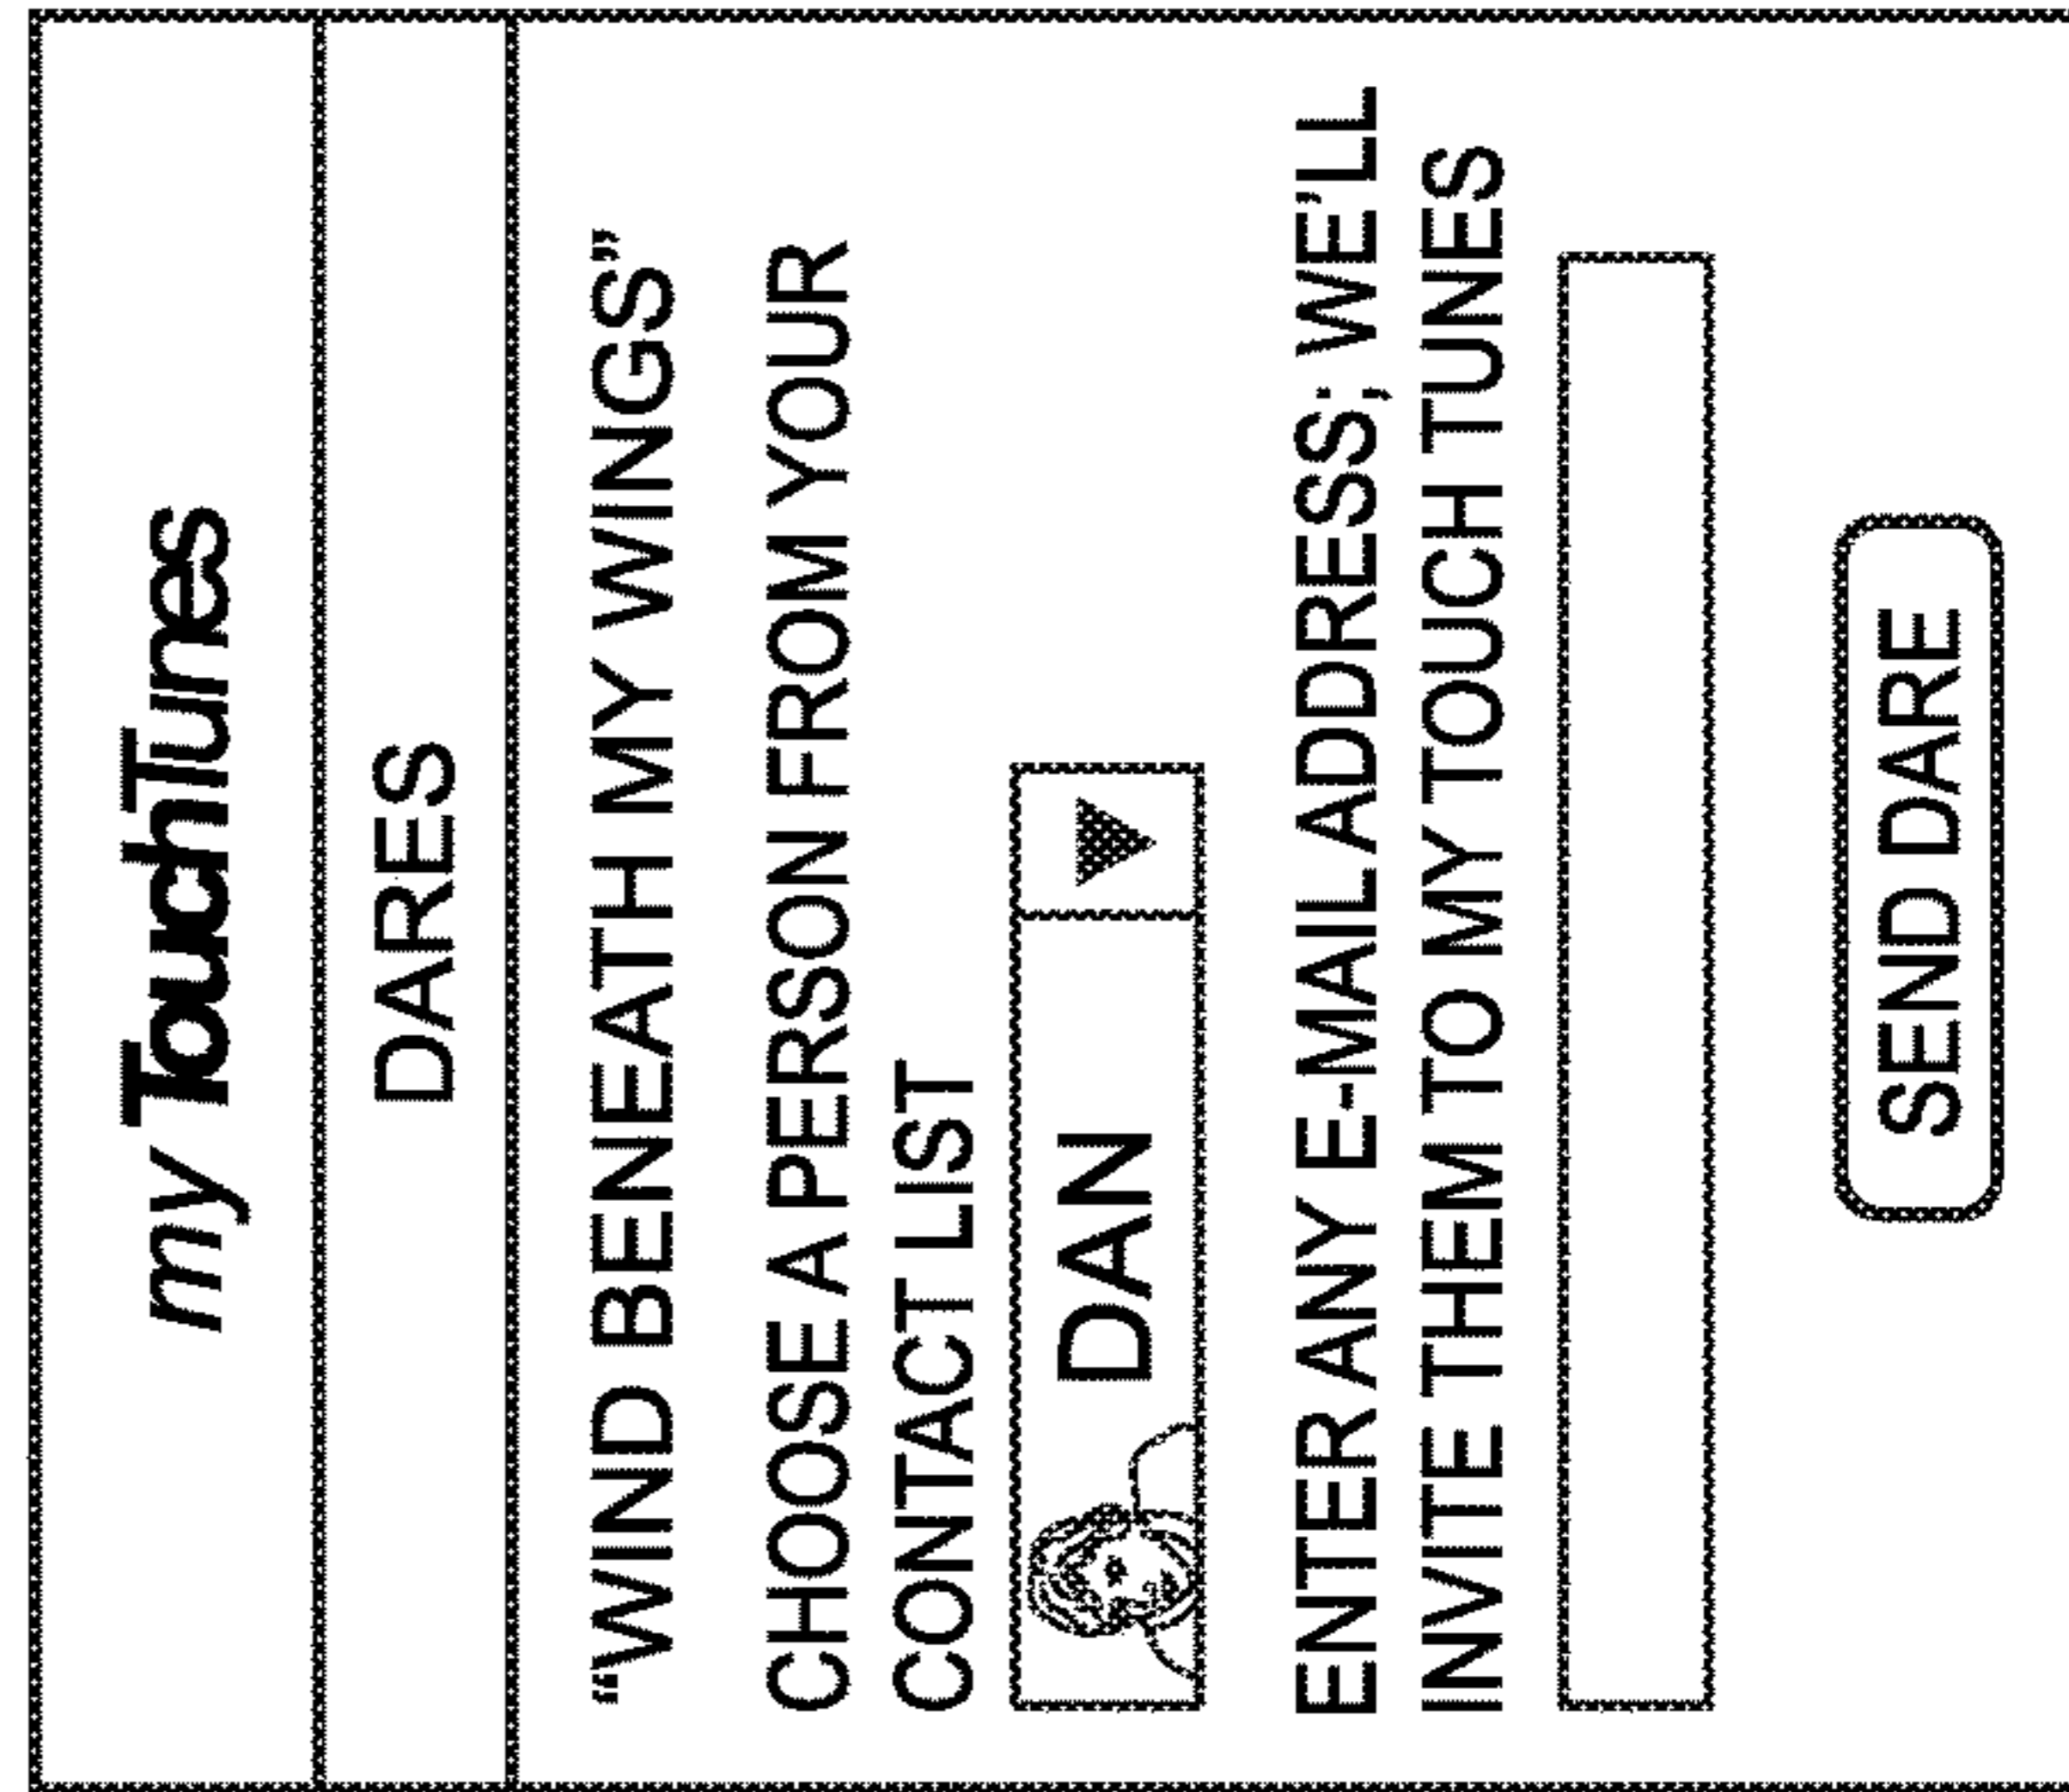 my TouchTunes
DARES
“WIND BENEATH MY WINGS”
CHOOSE A PERSON FROM YOUR
CONTACT LIST
DAN
ENTER ANY E-MAIL ADDRESS; WE’LL
INVITE THEM TO MY TOUCH TUNES
SEND DARE